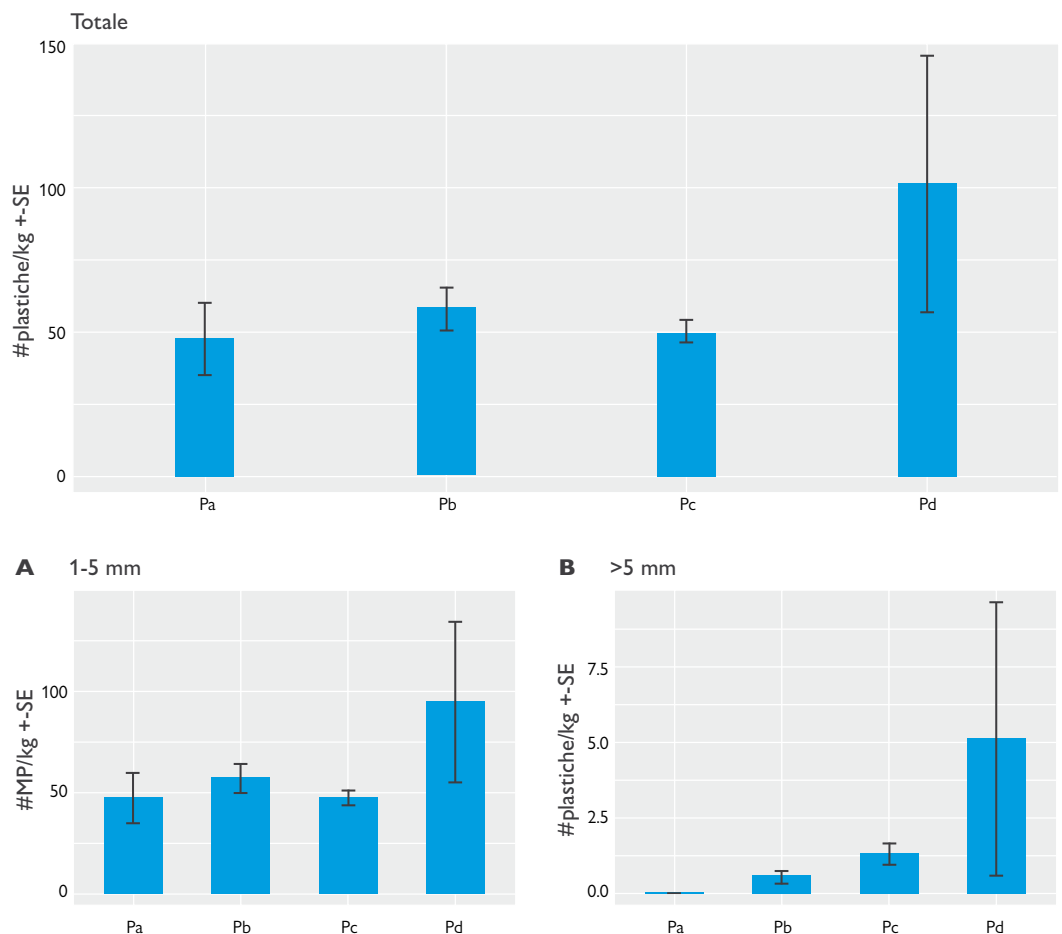 Totale
#plastiche/kg +-SE
150
100
50
0
Pa Pb Pc Pd
A 1-5 mm
#MP/kg +-SE
100
50
0
Pa Pb Pc Pd
B >5 mm
#plastiche/kg +-SE
7.5
5.0
2.5
0.0
Pa Pb Pc Pd